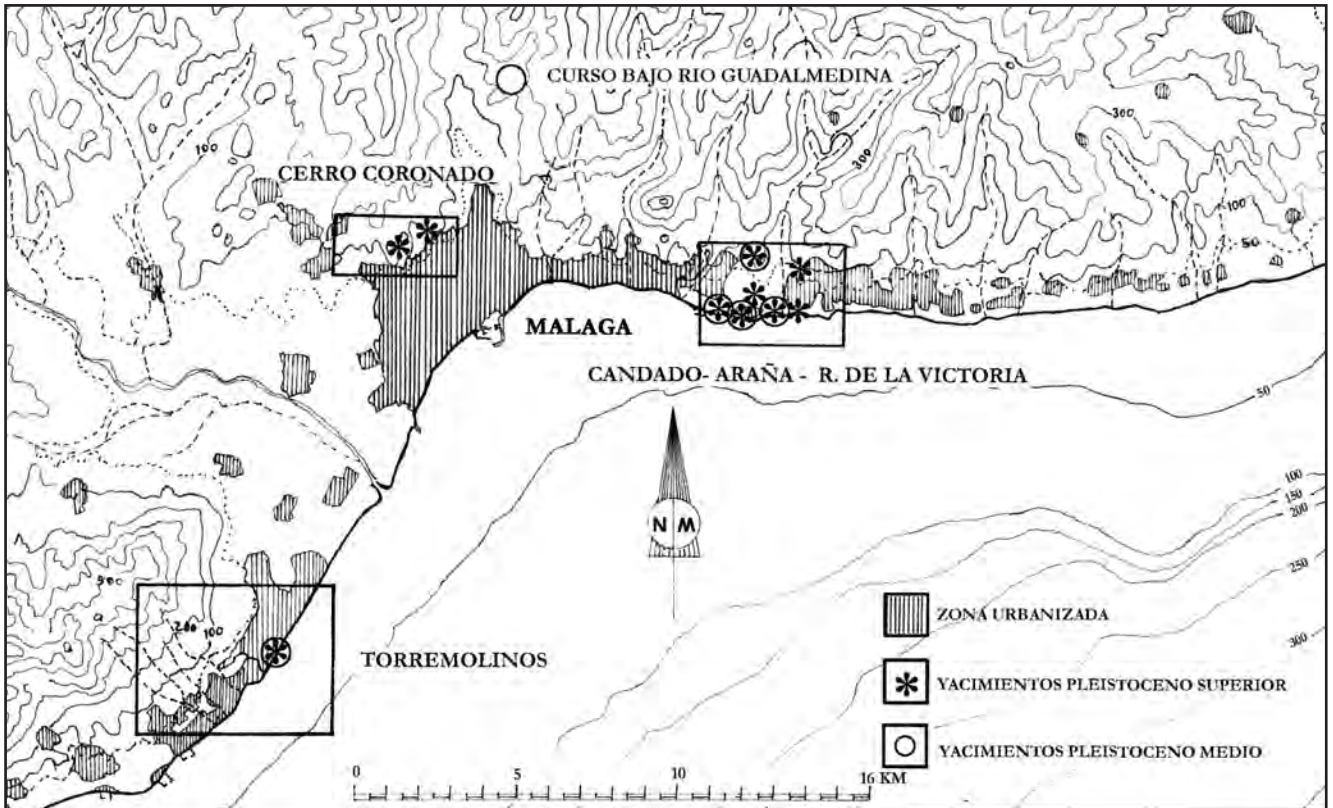 CURSO BAJO RIO GUADALMEDINA
300
100
300
CERRO CORONADO
100
50
MALAGA
CANDADO- ARAÑA - R. DE LA VICTORIA
50
100
150
200
N M
250
ZONA URBANIZADA
300
200
100
TORREMOLINOS
YACIMIENTOS PLEISTOCENO SUPERIOR
YACIMIENTOS PLEISTOCENO MEDIO
0 5 10 16 KM